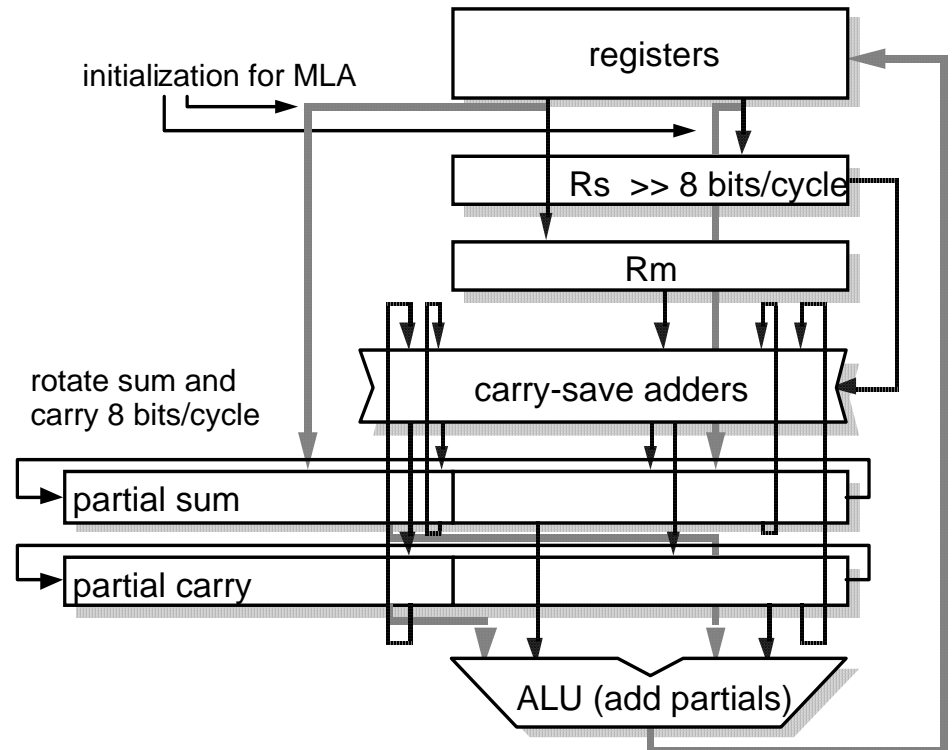 registers
initialization for MLA
Rs >> 8 bits/cycle
Rm
carry-save adders
rotate sum and
carry 8 bits/cycle
partial sum
partial carry
ALU (add partials)